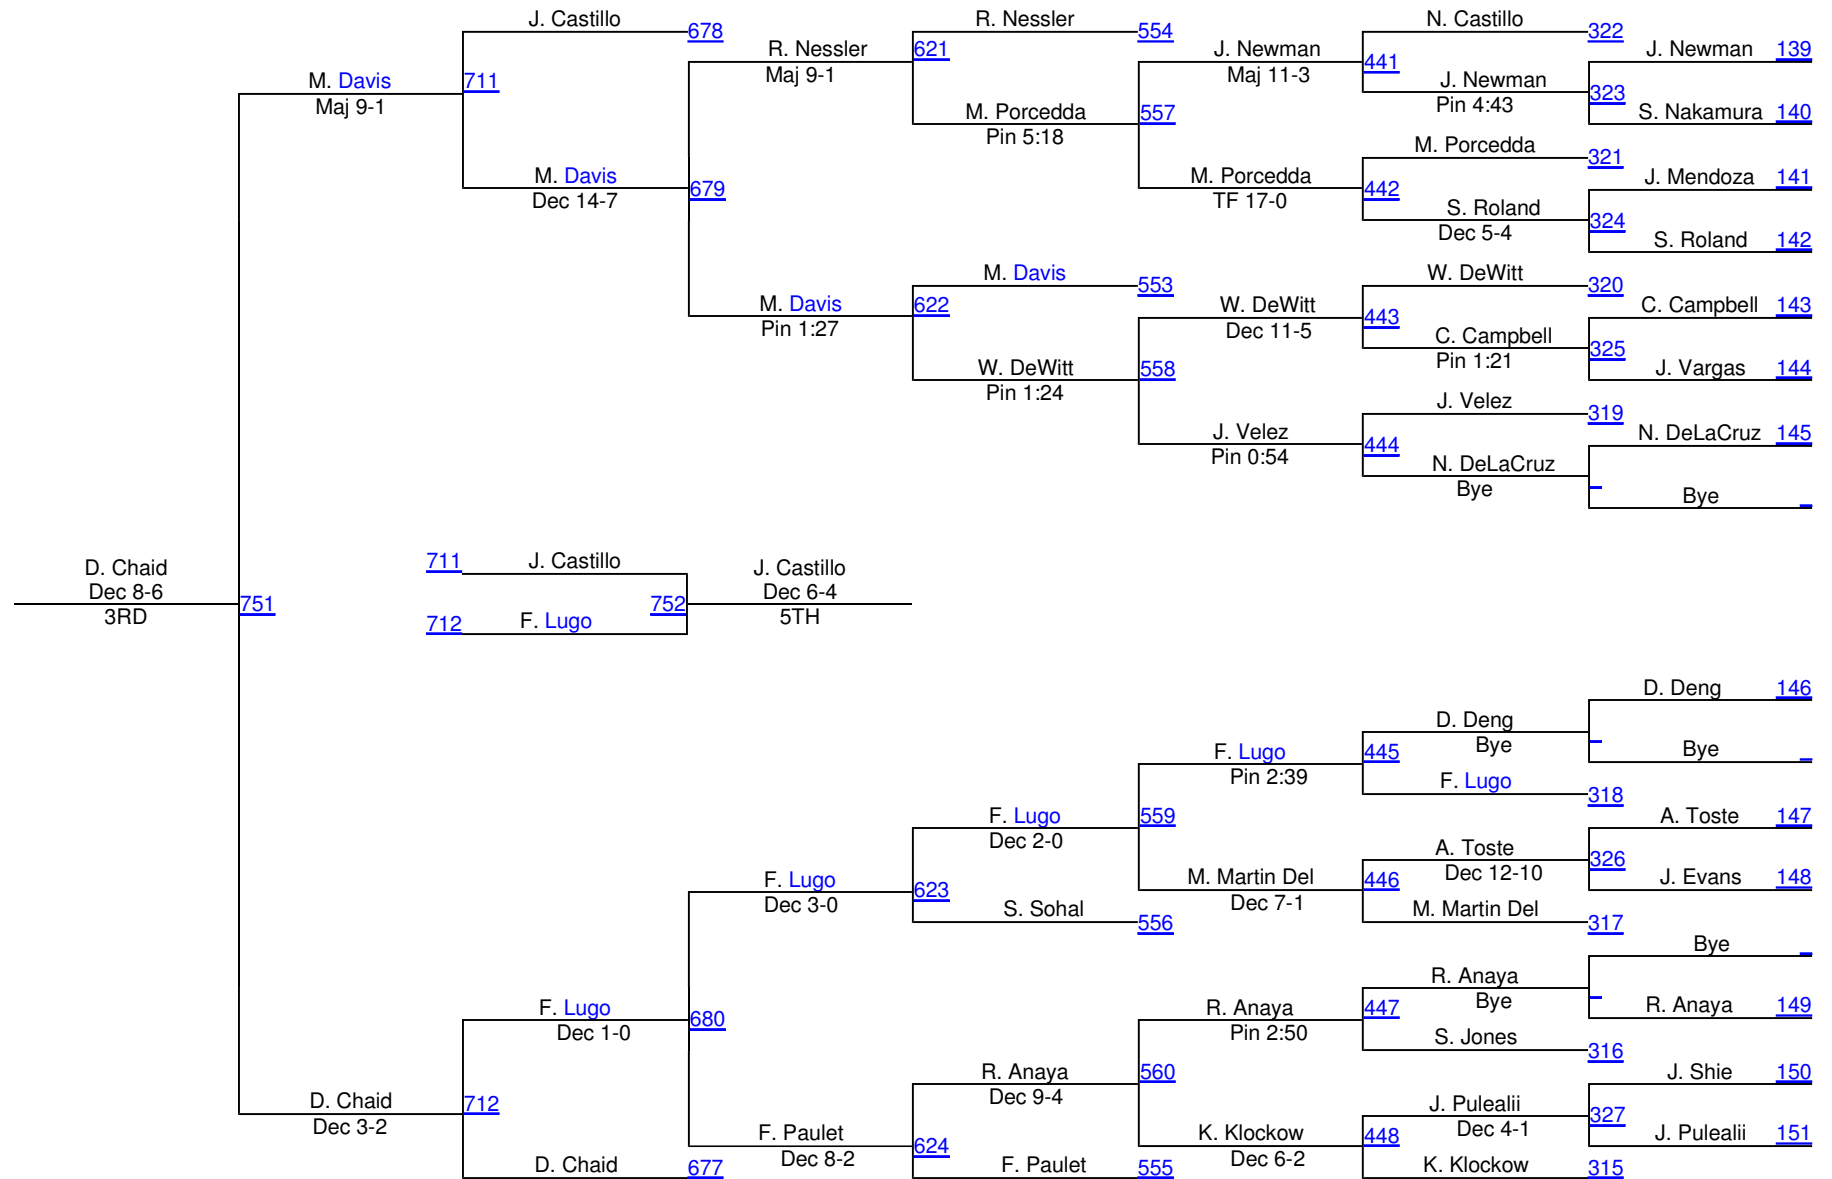 J. Castillo
678
R. Nessler
554
N. Castillo
322
M. Davis
Maj 9-1
711
R. Nessler
Maj 9-1
621
J. Newman
Maj 11-3
441
J. Newman 139
J. Newman
Pin 4:43
323
S. Nakamura 140
M. Porcedda
Pin 5:18
557
M. Porcedda
321
M. Davis
Dec 14-7
679
M. Porcedda
TF 17-0
442
J. Mendoza 141
S. Roland
Dec 5-4
324
S. Roland 142
M. Davis
553
W. DeWitt
320
M. Davis
Pin 1:27
622
W. DeWitt
Dec 11-5
443
C. Campbell 143
C. Campbell
Pin 1:21
325
J. Vargas 144
W. DeWitt
Pin 1:24
558
J. Velez
319
J. Velez
Pin 0:54
444
N. DeLaCruz 145
N. DeLaCruz
Bye
Bye
D. Chaid
Dec 8-6
3RD
751
711 J. Castillo
712 F. Lugo
752
J. Castillo
Dec 6-4
5TH
D. Deng 146
D. Deng
Bye
Bye
F. Lugo
Pin 2:39
445
F. Lugo
318
F. Lugo
Dec 2-0
559
A. Toste 147
A. Toste
Dec 12-10
326
J. Evans 148
F. Lugo
Dec 3-0
623
M. Martin Del
Dec 7-1
446
M. Martin Del
317
S. Sohal
556
Bye
R. Anaya
Bye
R. Anaya 149
F. Lugo
Dec 1-0
680
R. Anaya
Pin 2:50
447
S. Jones
316
R. Anaya
Dec 9-4
560
J. Shie 150
D. Chaid
Dec 3-2
712
J. Pulealii
Dec 4-1
327
J. Pulealii 151
F. Paulet
Dec 8-2
624
K. Klockow
Dec 6-2
448
D. Chaid
677
F. Paulet
555
K. Klockow
315